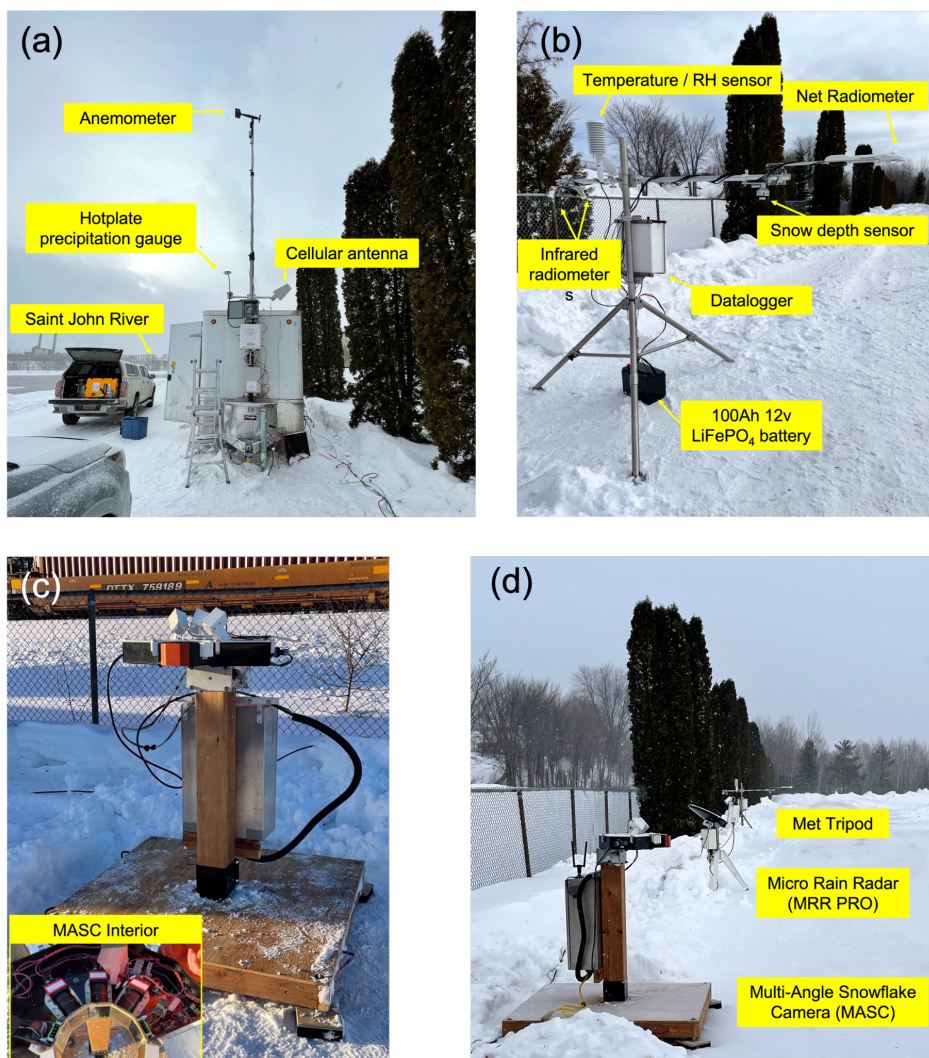 (a)
Anemometer
Hotplate
precipitation gauge
Cellular antenna
Saint John River
(b)
Temperature / RH sensor
Net Radiometer
Infrared
radiometer
s
Snow depth sensor
Datalogger
100Ah 12v
LiFePO₄ battery
(c)
DTTX 759189
A
MASC Interior
(d)
Met Tripod
Micro Rain Radar
(MRR PRO)
Multi-Angle Snowflake
Camera (MASC)